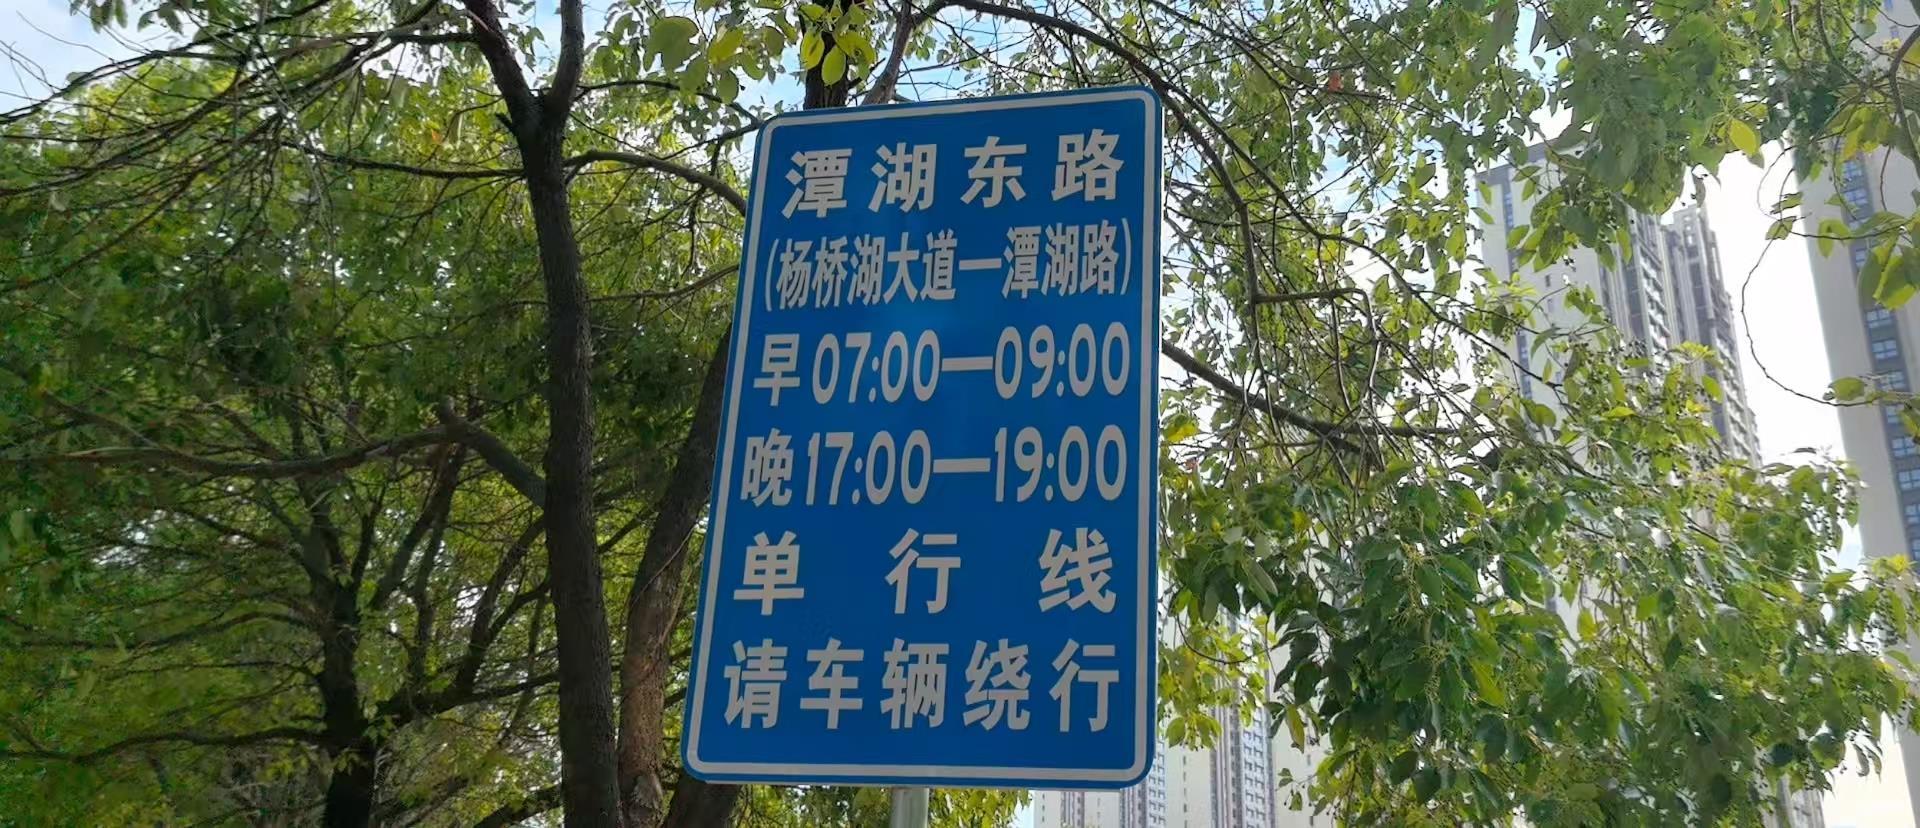 潭湖东路
(杨桥湖大道一潭湖路)
早07:00—09:00
晚17:00—19:00
单行线
请车辆绕行